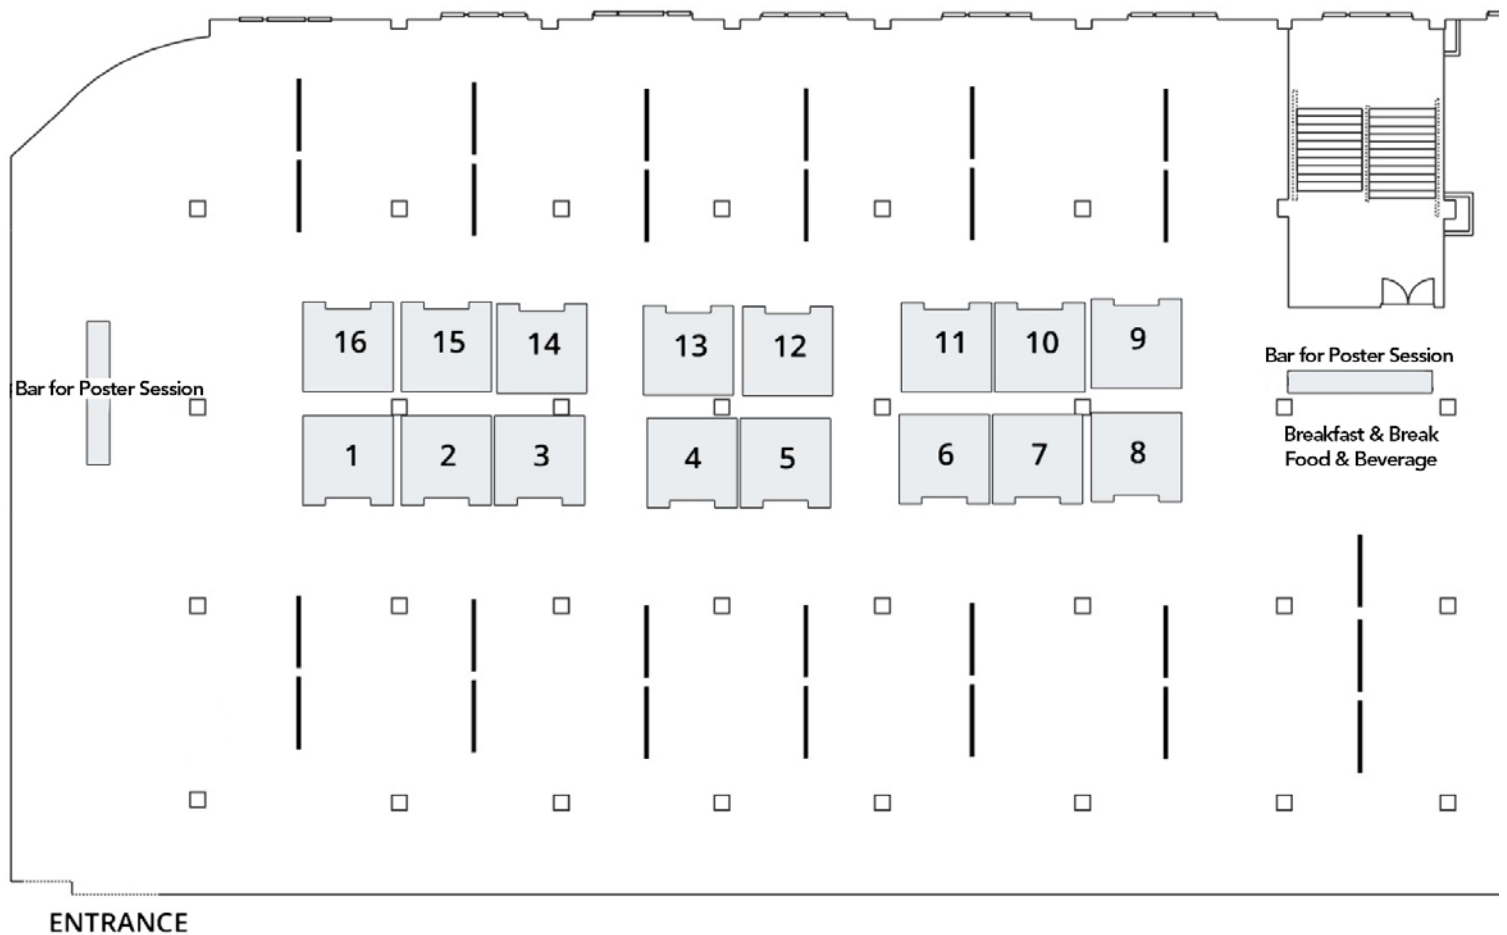 16 15 14 13 12 11 10 9
Bar for Poster Session
Bar for Poster Session
1 2 3 4 5 6 7 8
Breakfast & Break
Food & Beverage
ENTRANCE